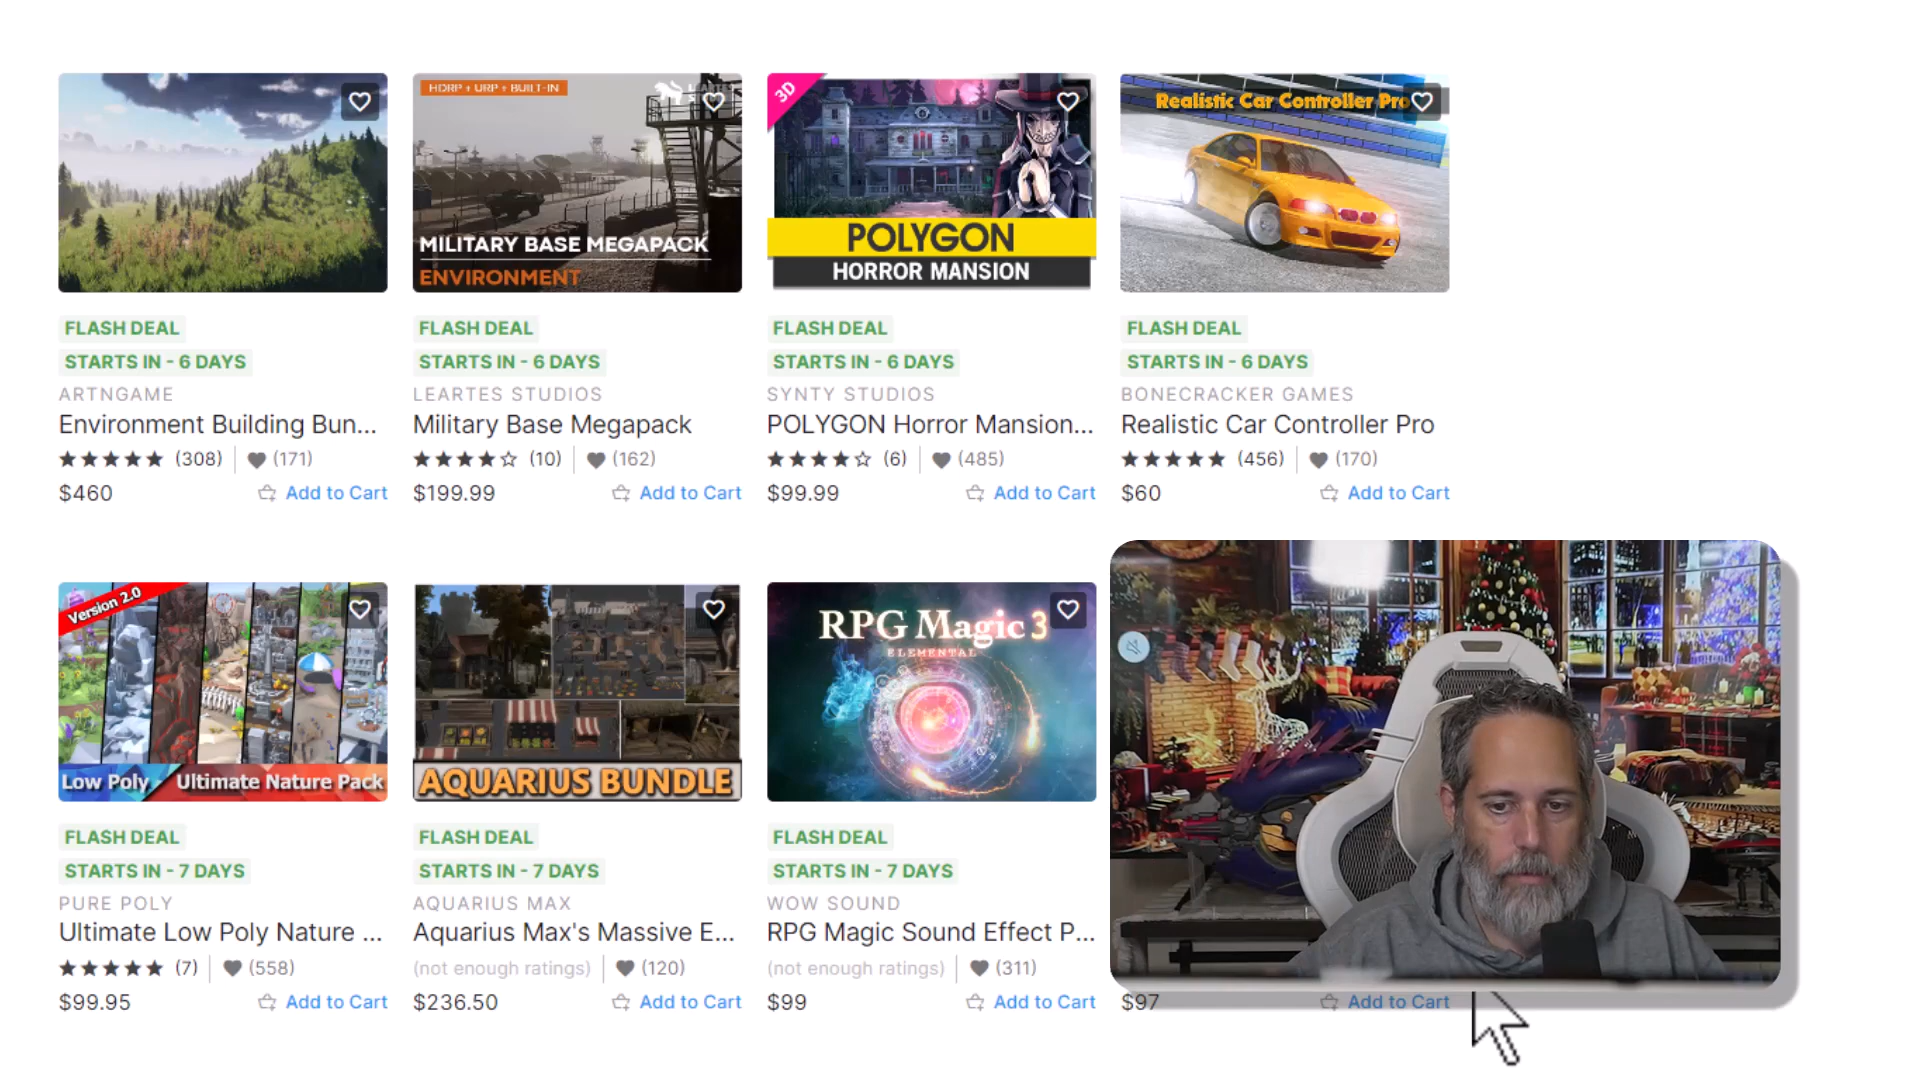 HDRP + URP + BUILT-IN
MILITARY BASE MEGAPACK
ENVIRONMENT
3D
POLYGON
HORROR MANSION
Realistic Car Controller Pro
FLASH DEAL
STARTS IN - 6 DAYS
ARTNGAME
Environment Building Bun...
(308) (171)
$460 Add to Cart
FLASH DEAL
STARTS IN - 6 DAYS
LEARTES STUDIOS
Military Base Megapack
(10) (162)
$199.99 Add to Cart
FLASH DEAL
STARTS IN - 6 DAYS
SYNTY STUDIOS
POLYGON Horror Mansion...
(6) (485)
$99.99 Add to Cart
FLASH DEAL
STARTS IN - 6 DAYS
BONECRACKER GAMES
Realistic Car Controller Pro
(456) (170)
$60 Add to Cart
Version 2.0
Low Poly - Ultimate Nature Pack
AQUARIUS BUNDLE
RPG Magic 3
ELEMENTAL
FLASH DEAL
STARTS IN - 7 DAYS
PURE POLY
Ultimate Low Poly Nature ...
(7) (558)
$99.95 Add to Cart
FLASH DEAL
STARTS IN - 7 DAYS
AQUARIUS MAX
Aquarius Max's Massive E...
(not enough ratings) (120)
$236.50 Add to Cart
FLASH DEAL
STARTS IN - 7 DAYS
WOW SOUND
RPG Magic Sound Effect P...
(not enough ratings) (311)
$99 Add to Cart
$97 Add to Cart